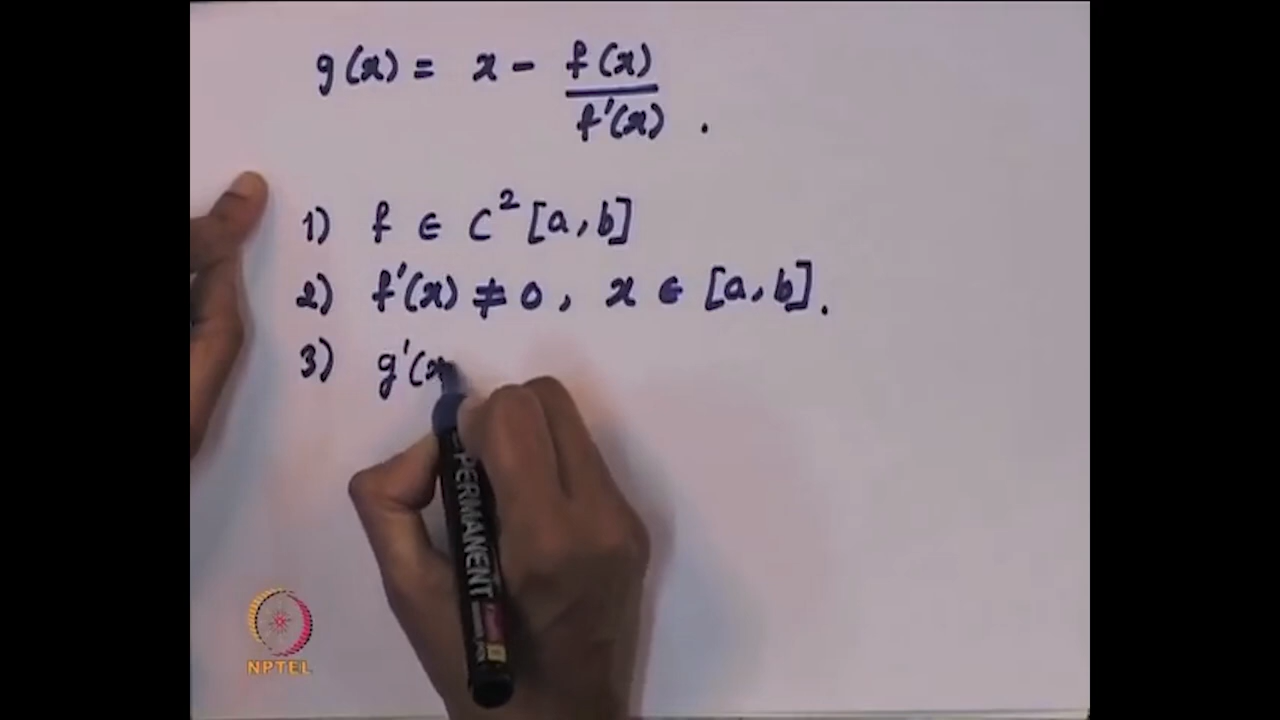 g(x) = x - f(x)/f'(x) .
1) f ∈ C² [a, b]
2) f'(x) ≠ 0, x ∈ [a, b].
3) g'(x
PERMANENT
NPTEL